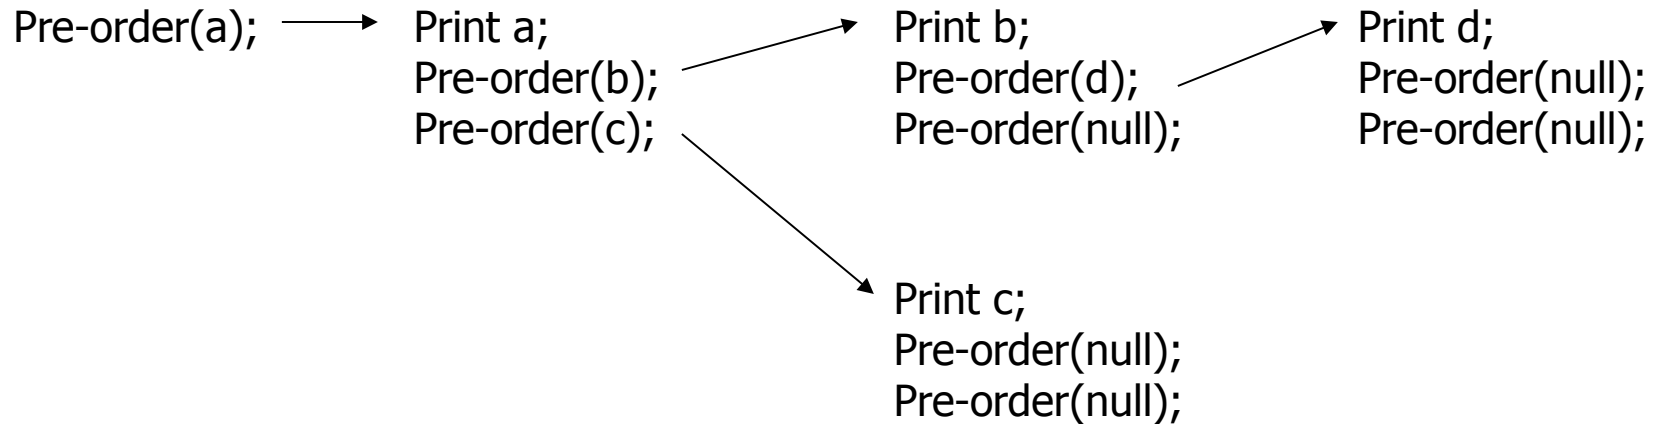 Pre-order(a);
Print a;
Pre-order(b);
Pre-order(c);
Print b;
Pre-order(d);
Pre-order(null);
Print d;
Pre-order(null);
Pre-order(null);
Print c;
Pre-order(null);
Pre-order(null);